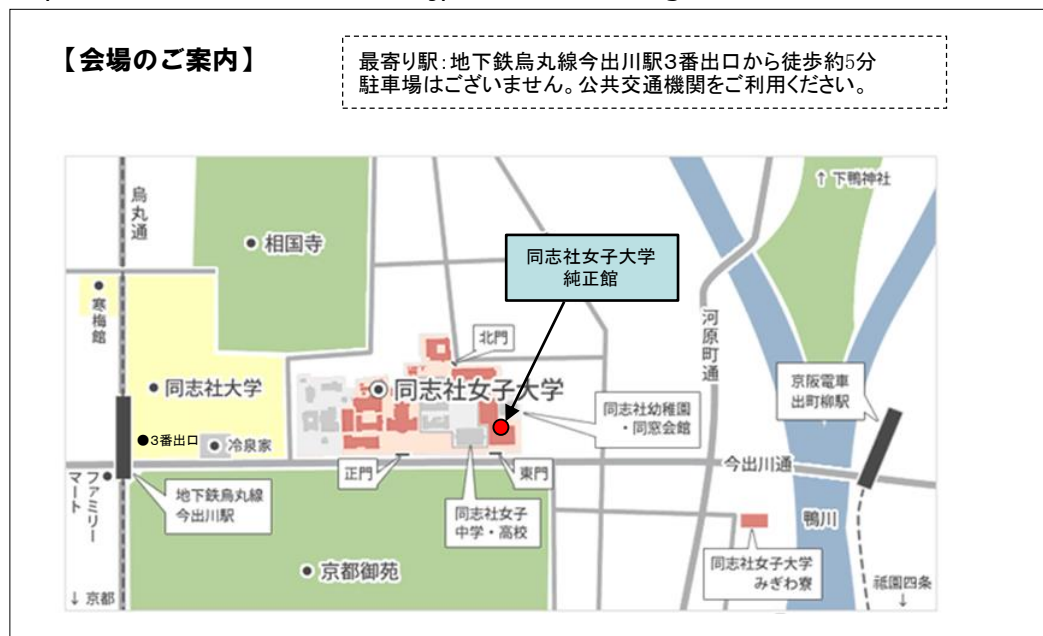 【会場のご案内】
最寄り駅：地下鉄烏丸線今出川駅３番出口から徒歩約5分
駐車場はございません。公共交通機関をご利用ください。
烏丸通
相国寺
↑ 下鴨神社
同志社女子大学
純正館
寒梅館
北門
河原町通
京阪電車
出町柳駅
同志社大学
同志社女子大学
同志社幼稚園
・同窓会館
●３番出口
冷泉家
正門
東門
今出川通
ファミリー
マート
地下鉄烏丸線
今出川駅
同志社女子
中学・高校
鴨川
京都御苑
同志社女子大学
みぎわ寮
↓ 京都
祗園四条
↓